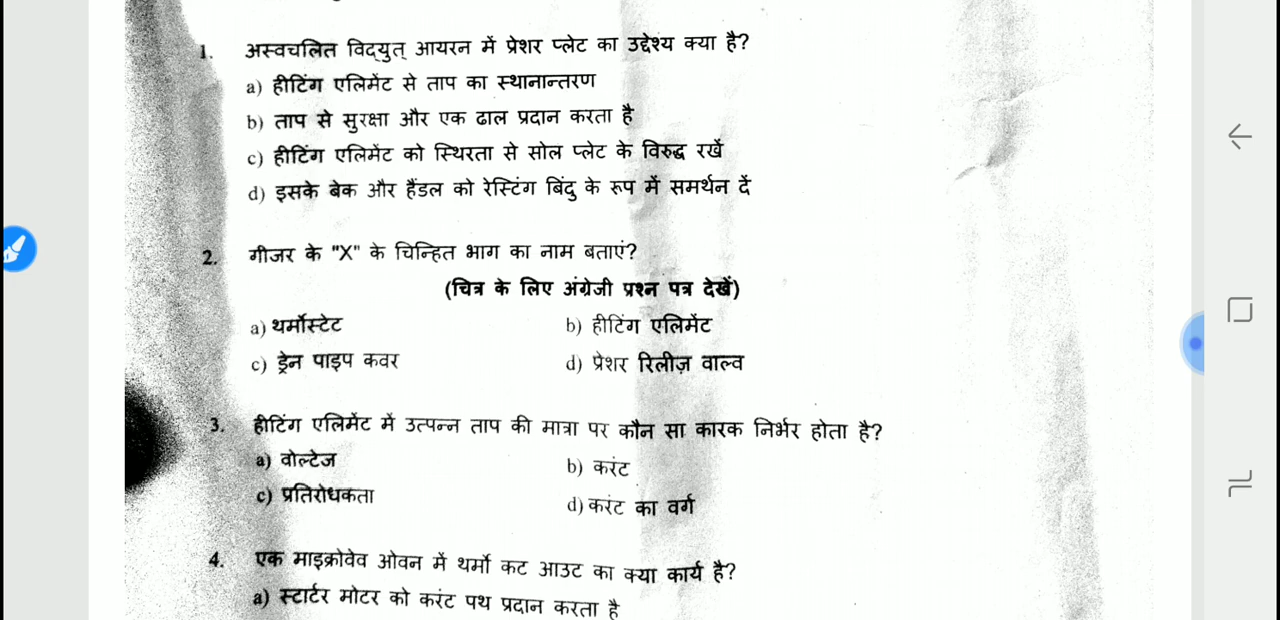 1. अस्वचलित विद्युत् आयरन में प्रेशर प्लेट का उद्देश्य क्या है?
a) हीटिंग एलिमेंट से ताप का स्थानान्तरण
b) ताप से सुरक्षा और एक ढाल प्रदान करता है
c) हीटिंग एलिमेंट को स्थिरता से सोल प्लेट के विरुद्ध रखें
d) इसके बेक और हैंडल को रेस्टिंग बिंदु के रूप में समर्थन दें
2. गीजर के "X" के चिन्हित भाग का नाम बताएं?
(चित्र के लिए अंग्रेजी प्रश्न पत्र देखें)
a) थर्मोस्टेट b) हीटिंग एलिमेंट
c) ड्रेन पाइप कवर d) प्रेशर रिलीज़ वाल्व
3. हीटिंग एलिमेंट में उत्पन्न ताप की मात्रा पर कौन सा कारक निर्भर होता है?
a) वोल्टेज b) करंट
c) प्रतिरोधकता d) करंट का वर्ग
4. एक माइक्रोवेव ओवन में थर्मो कट आउट का क्या कार्य है?
a) स्टार्टर मोटर को करंट पथ प्रदान करता है